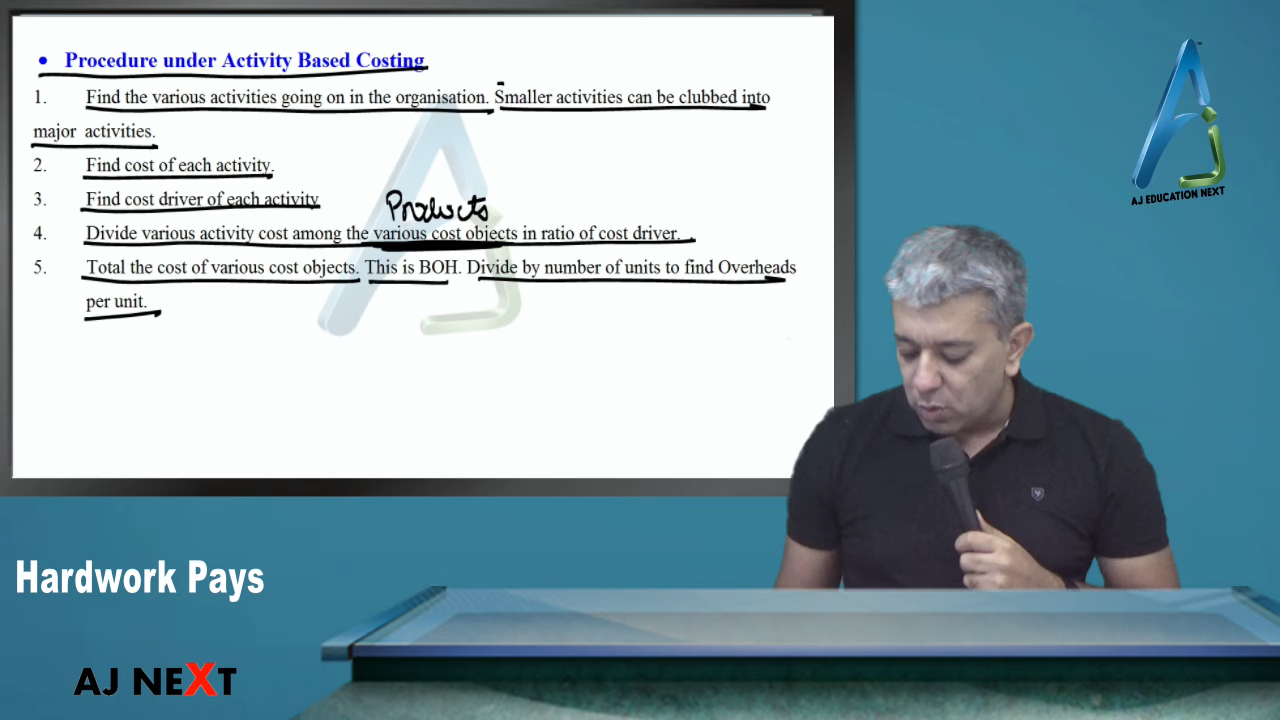 • Procedure under Activity Based Costing
1. Find the various activities going on in the organisation. Smaller activities can be clubbed into
major activities.
2. Find cost of each activity.
3. Find cost driver of each activity
Products
4. Divide various activity cost among the various cost objects in ratio of cost driver.
5. Total the cost of various cost objects. This is BOH. Divide by number of units to find Overheads
per unit.
AJ EDUCATION NEXT
Hardwork Pays
AJ NEXT